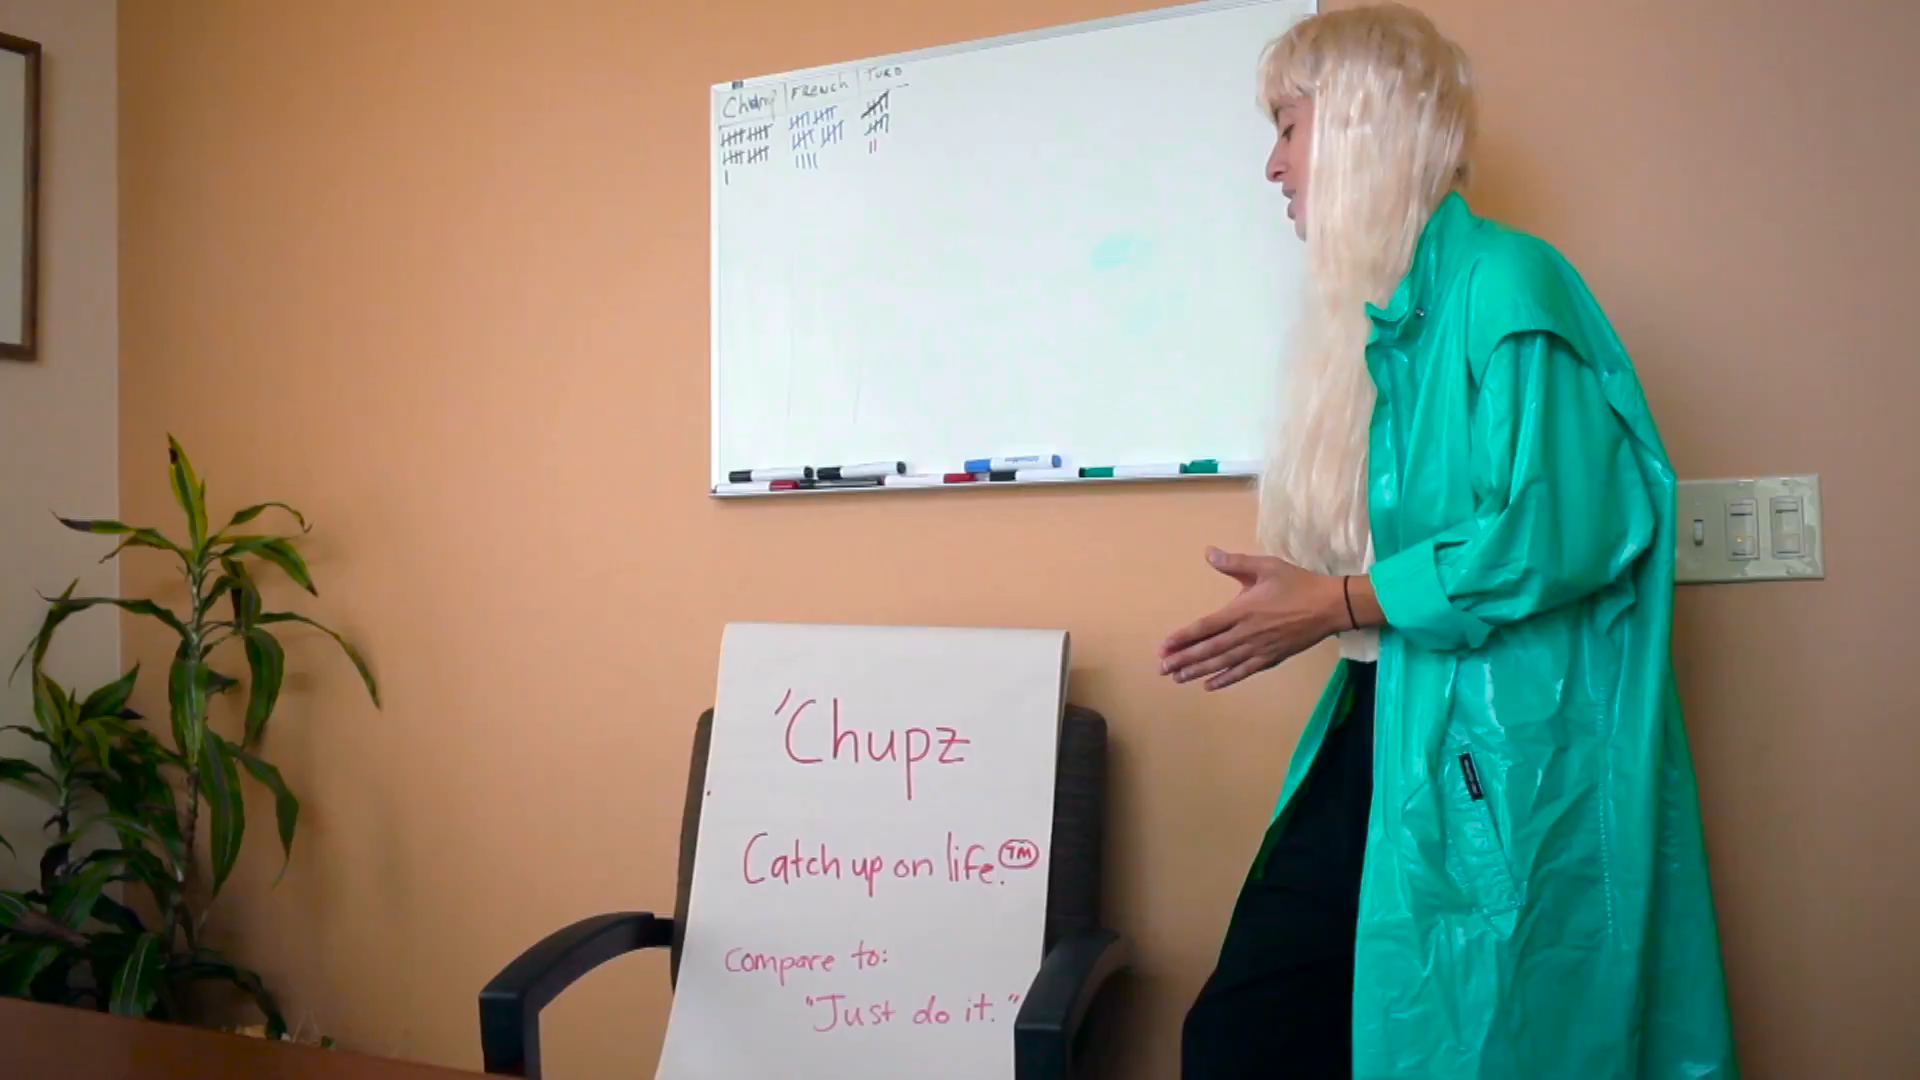 FRENCH
TURD
'Chupz
Catch up on life.™
Compare to:
"Just do it."